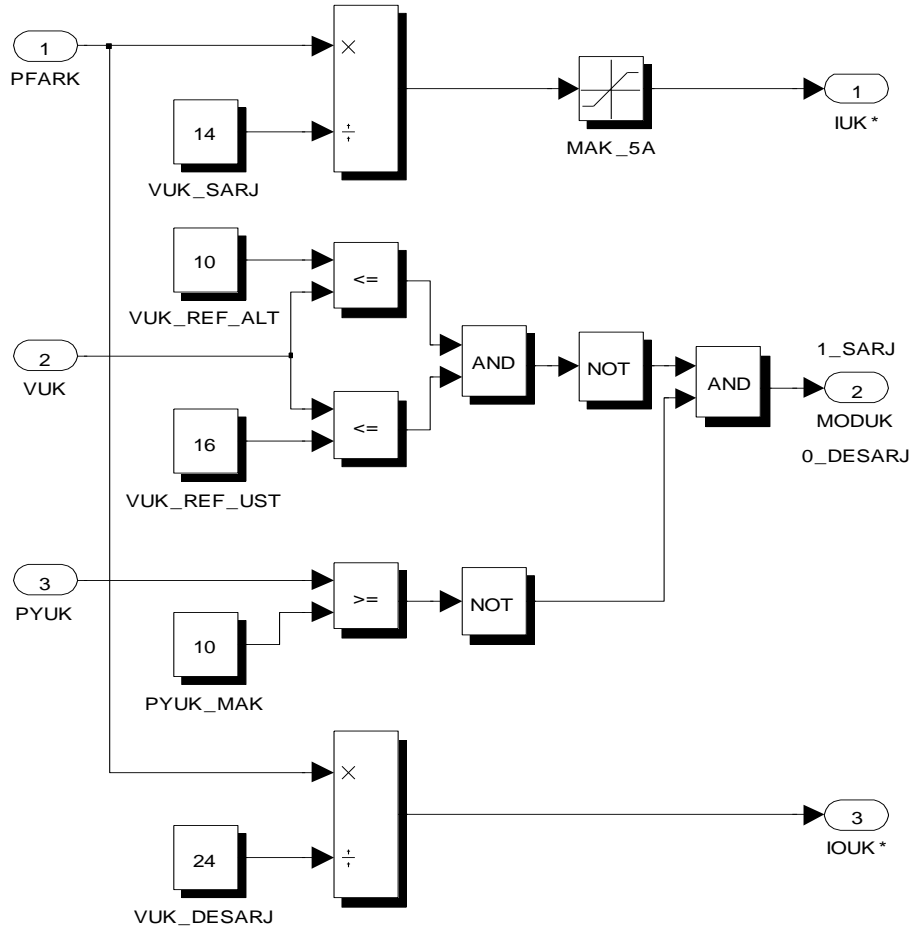 1
PFARK
×
÷
14
VUK_SARJ
MAK_5A
1
IUK*
10
VUK_REF_ALT
<=
2
VUK
<=
16
VUK_REF_UST
AND
NOT
AND
1_SARJ
2
MODUK
0_DESARJ
3
PYUK
>=
10
PYUK_MAK
NOT
×
÷
24
VUK_DESARJ
3
IOUK*